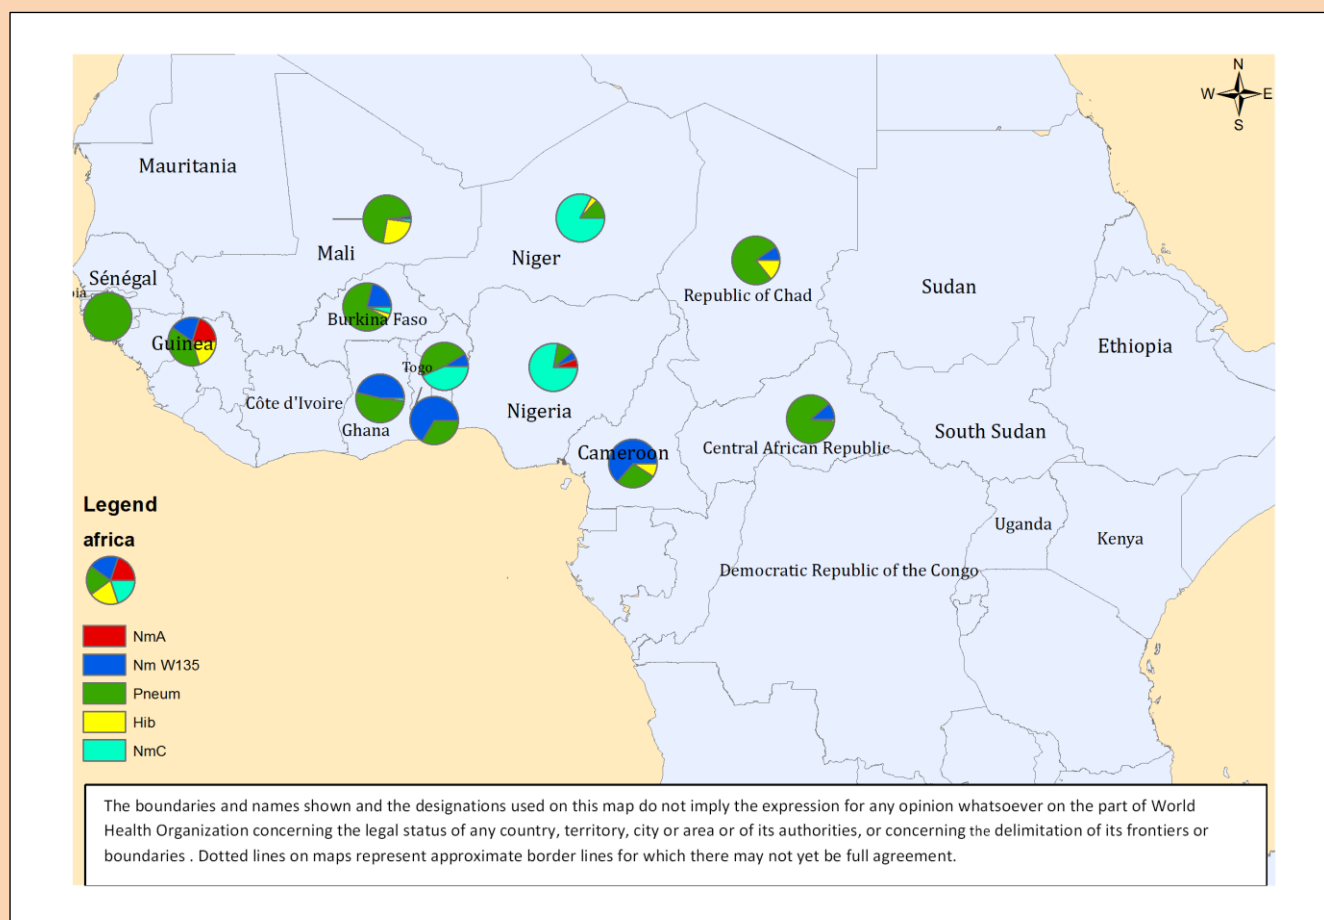 N
W E
S
Mauritania
Mali
Niger
Sénégal
Republic of Chad
Sudan
Burkina Faso
Guinea
Ethiopia
Togo
Côte d'Ivoire
Nigeria
Ghana
South Sudan
Cameroon
Central African Republic
Legend
Uganda
africa
Kenya
Democratic Republic of the Congo
NmA
Nm W135
Pneum
Hib
NmC
The boundaries and names shown and the designations used on this map do not imply the expression for any opinion whatsoever on the part of World
Health Organization concerning the legal status of any country, territory, city or area or of its authorities, or concerning the delimitation of its frontiers or
boundaries . Dotted lines on maps represent approximate border lines for which there may not yet be full agreement.